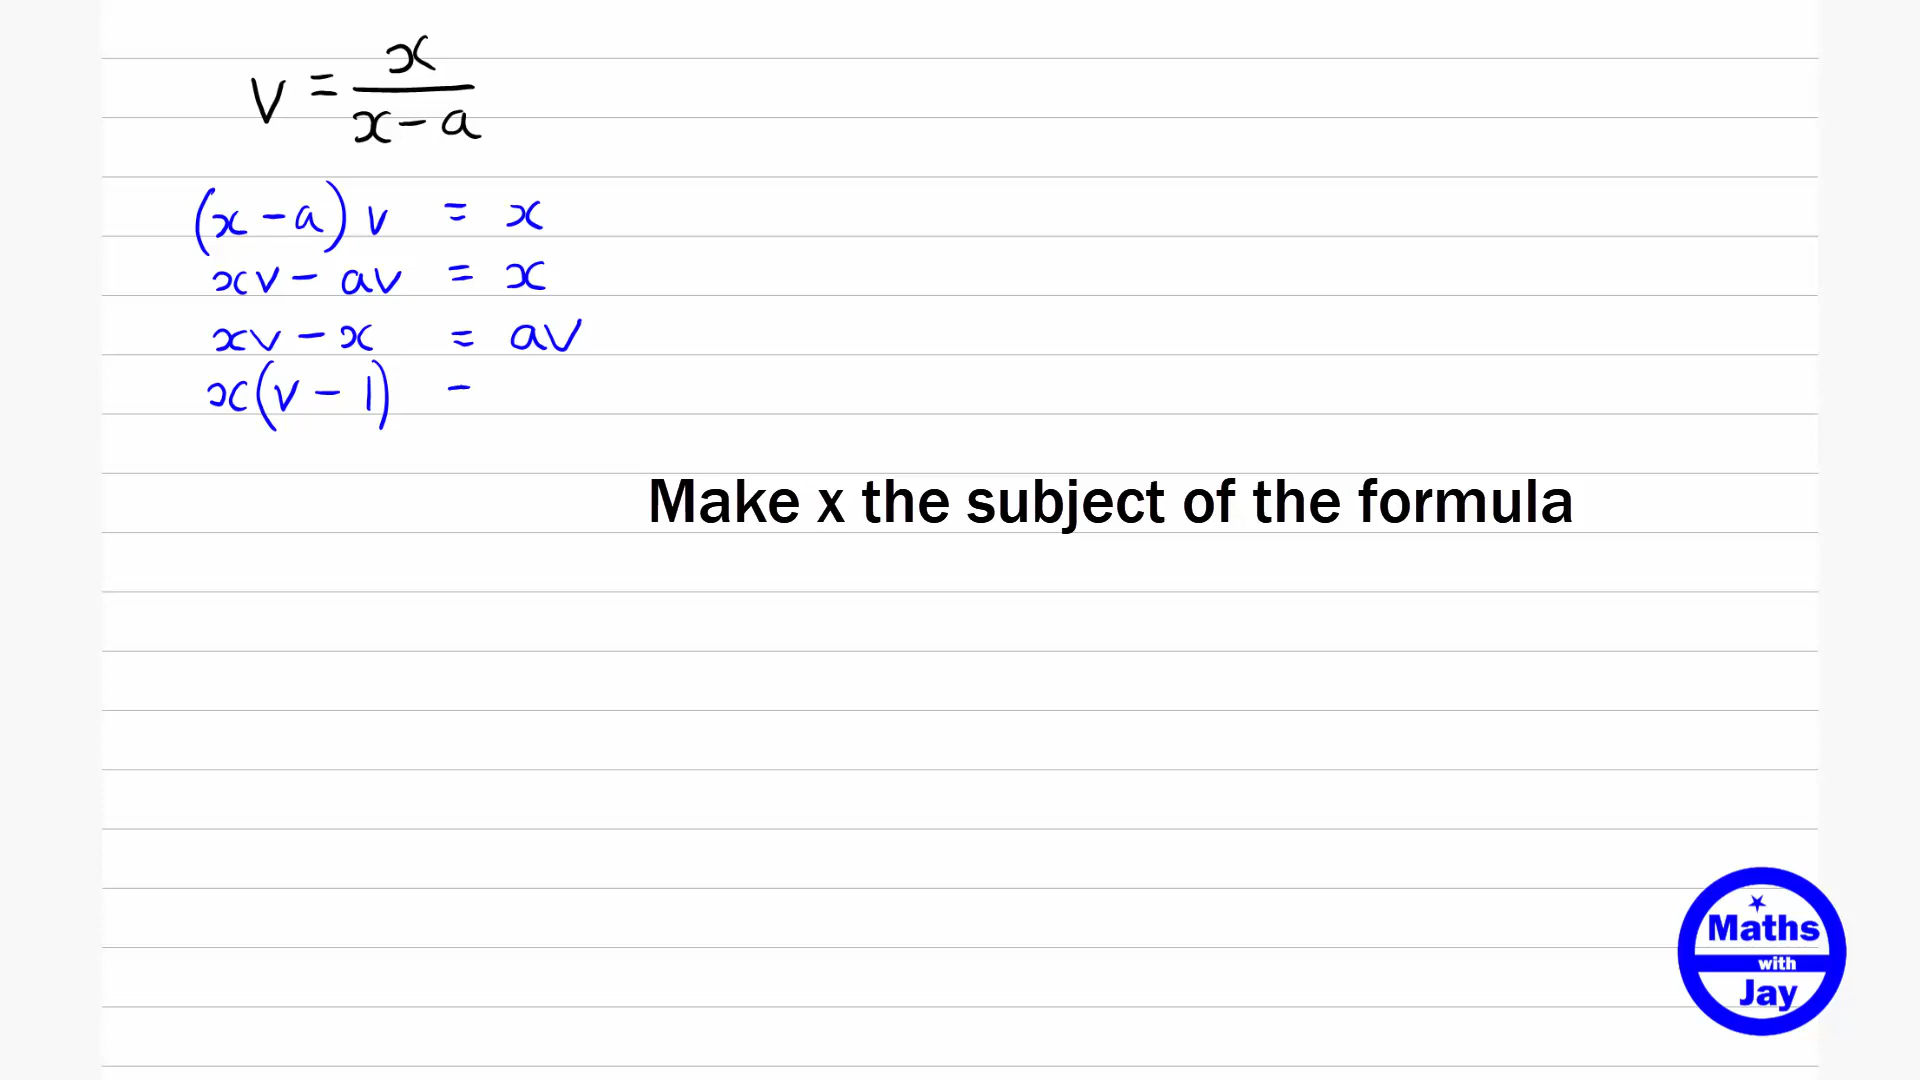 v = x/(x-a)
(x-a)v = x
xv - av = x
xv - x = av
x(v - 1) -
Make x the subject of the formula
Maths
with
Jay